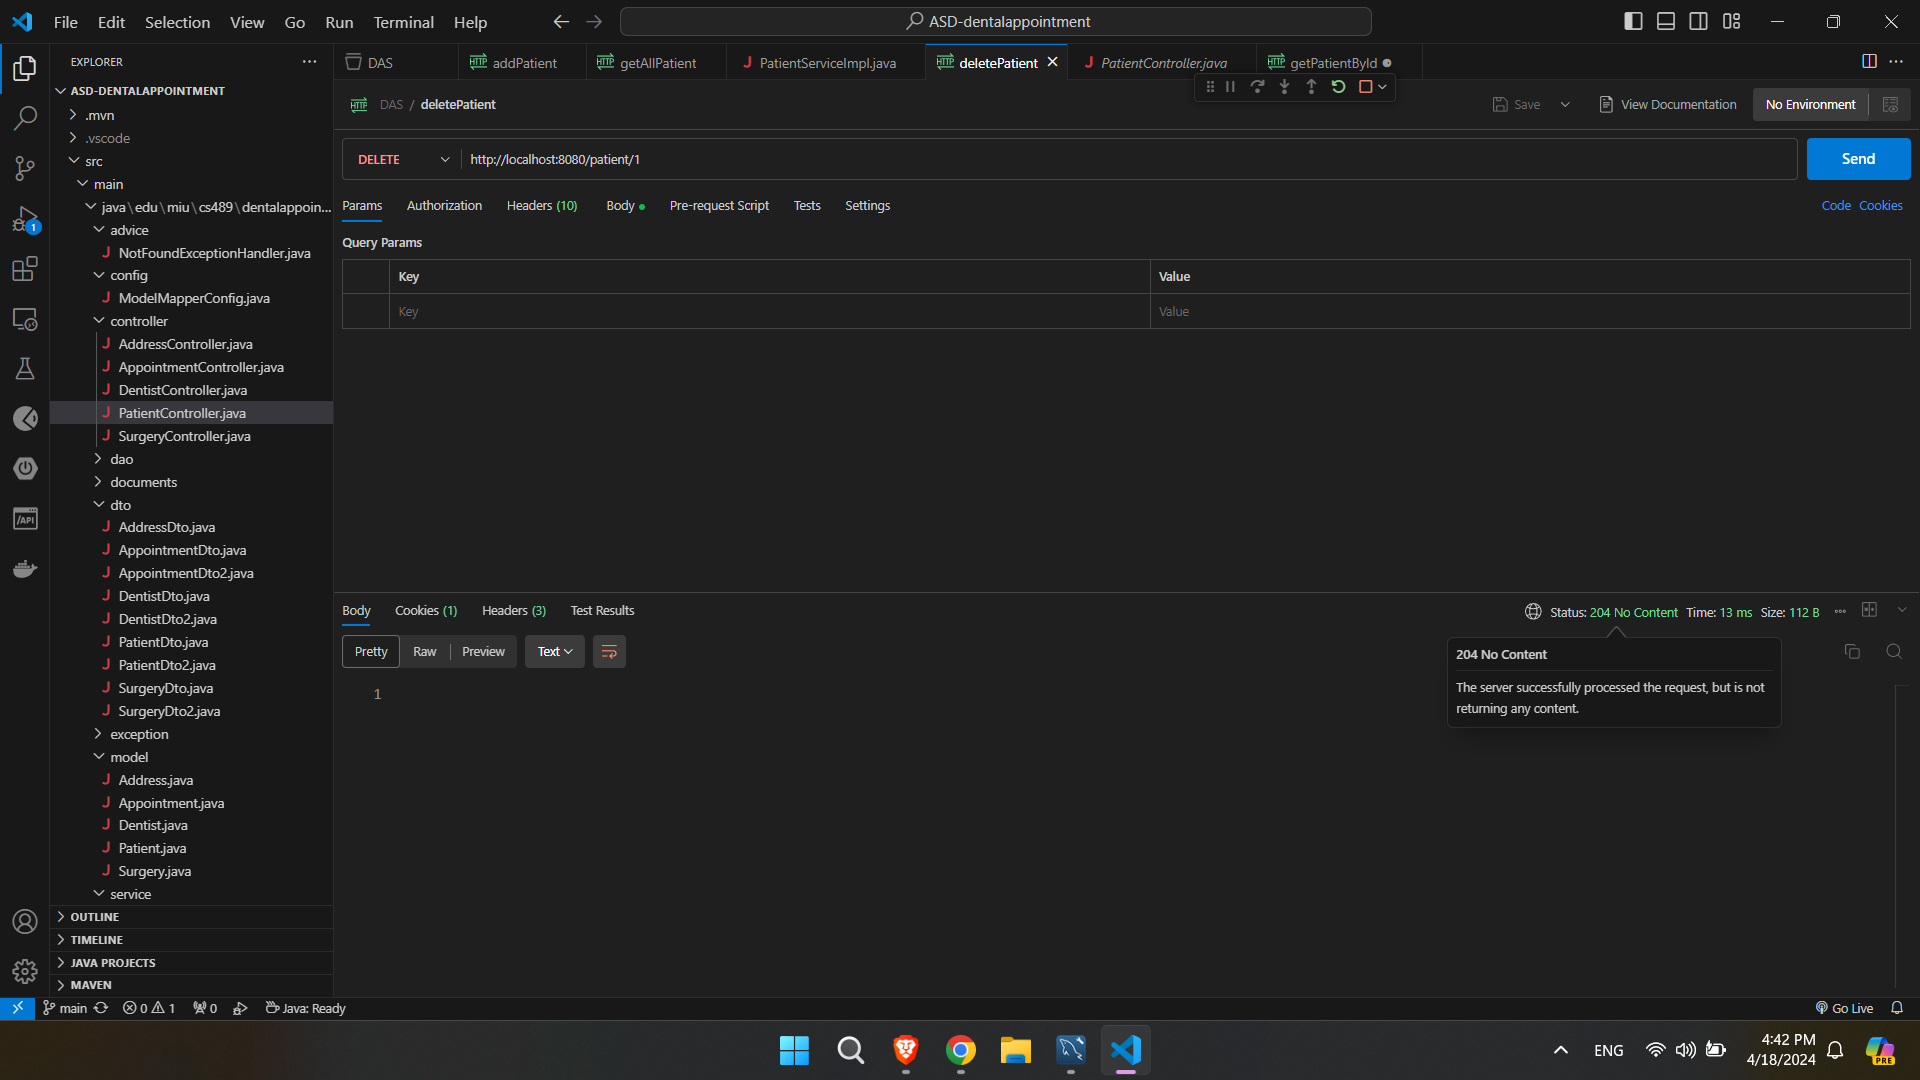 File Edit Selection View Go Run Terminal Help
ASD-dentalappointment
EXPLORER
DAS
HTTP addPatient
HTTP getAllPatient
J PatientServiceImpl.java
HTTP deletePatient
J PatientController.java
HTTP getPatientById
ASD-DENTALAPPOINTMENT
.mvn
.vscode
src
main
java\edu\miu\cs489\dentalappoin...
advice
J NotFoundExceptionHandler.java
config
J ModelMapperConfig.java
controller
J AddressController.java
J AppointmentController.java
J DentistController.java
J PatientController.java
J SurgeryController.java
dao
documents
dto
J AddressDto.java
J AppointmentDto.java
J AppointmentDto2.java
J DentistDto.java
J DentistDto2.java
J PatientDto.java
J PatientDto2.java
J SurgeryDto.java
J SurgeryDto2.java
exception
model
J Address.java
J Appointment.java
J Dentist.java
J Patient.java
J Surgery.java
service
OUTLINE
TIMELINE
JAVA PROJECTS
MAVEN
1
/API
HTTP DAS / deletePatient
Save
View Documentation
No Environment
DELETE http://localhost:8080/patient/1
Send
Params Authorization Headers (10) Body Pre-request Script Tests Settings
Code Cookies
Query Params
Key Value
Key Value
Body Cookies (1) Headers (3) Test Results
Status: 204 No Content Time: 13 ms Size: 112 B
Pretty Raw Preview Text
204 No Content
The server successfully processed the request, but is not
returning any content.
1
main 0 1 0 Java: Ready
Go Live
ENG
4:42 PM
4/18/2024
PRE